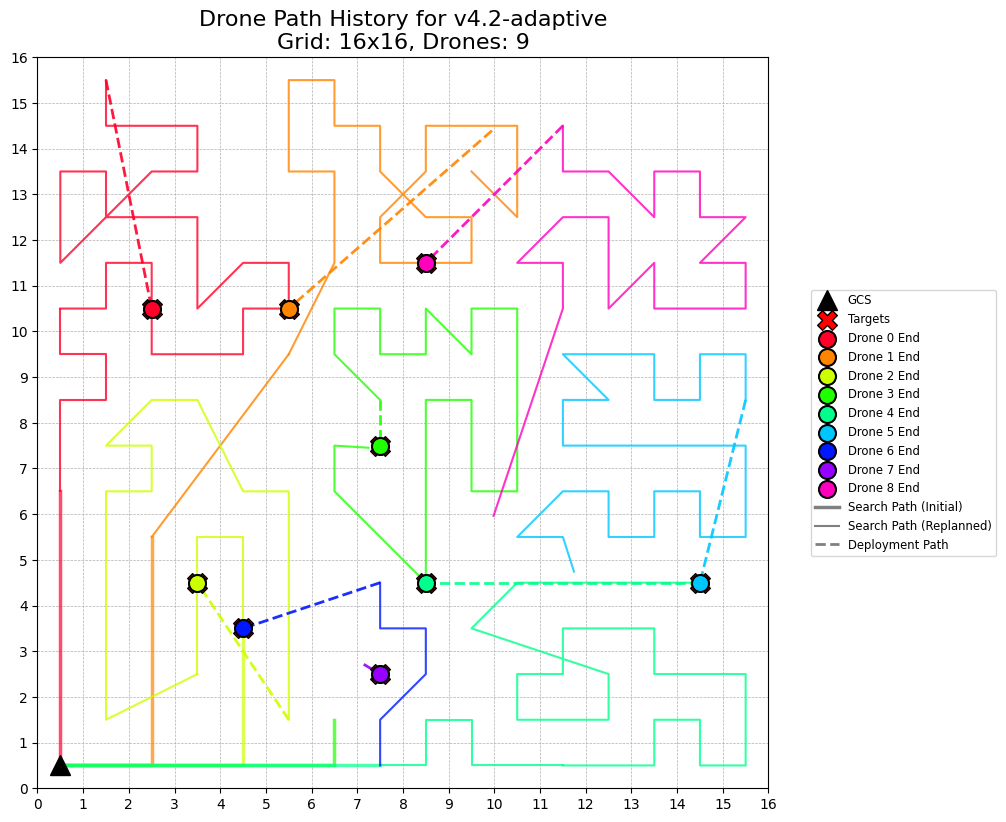 Drone Path History for v4.2-adaptive
Grid: 16x16, Drones: 9
16
15
14
13
12
11
10
9
8
7
6
5
4
3
2
1
0
0 1 2 3 4 5 6 7 8 9 10 11 12 13 14 15 16
GCS
Targets
Drone 0 End
Drone 1 End
Drone 2 End
Drone 3 End
Drone 4 End
Drone 5 End
Drone 6 End
Drone 7 End
Drone 8 End
Search Path (Initial)
Search Path (Replanned)
Deployment Path